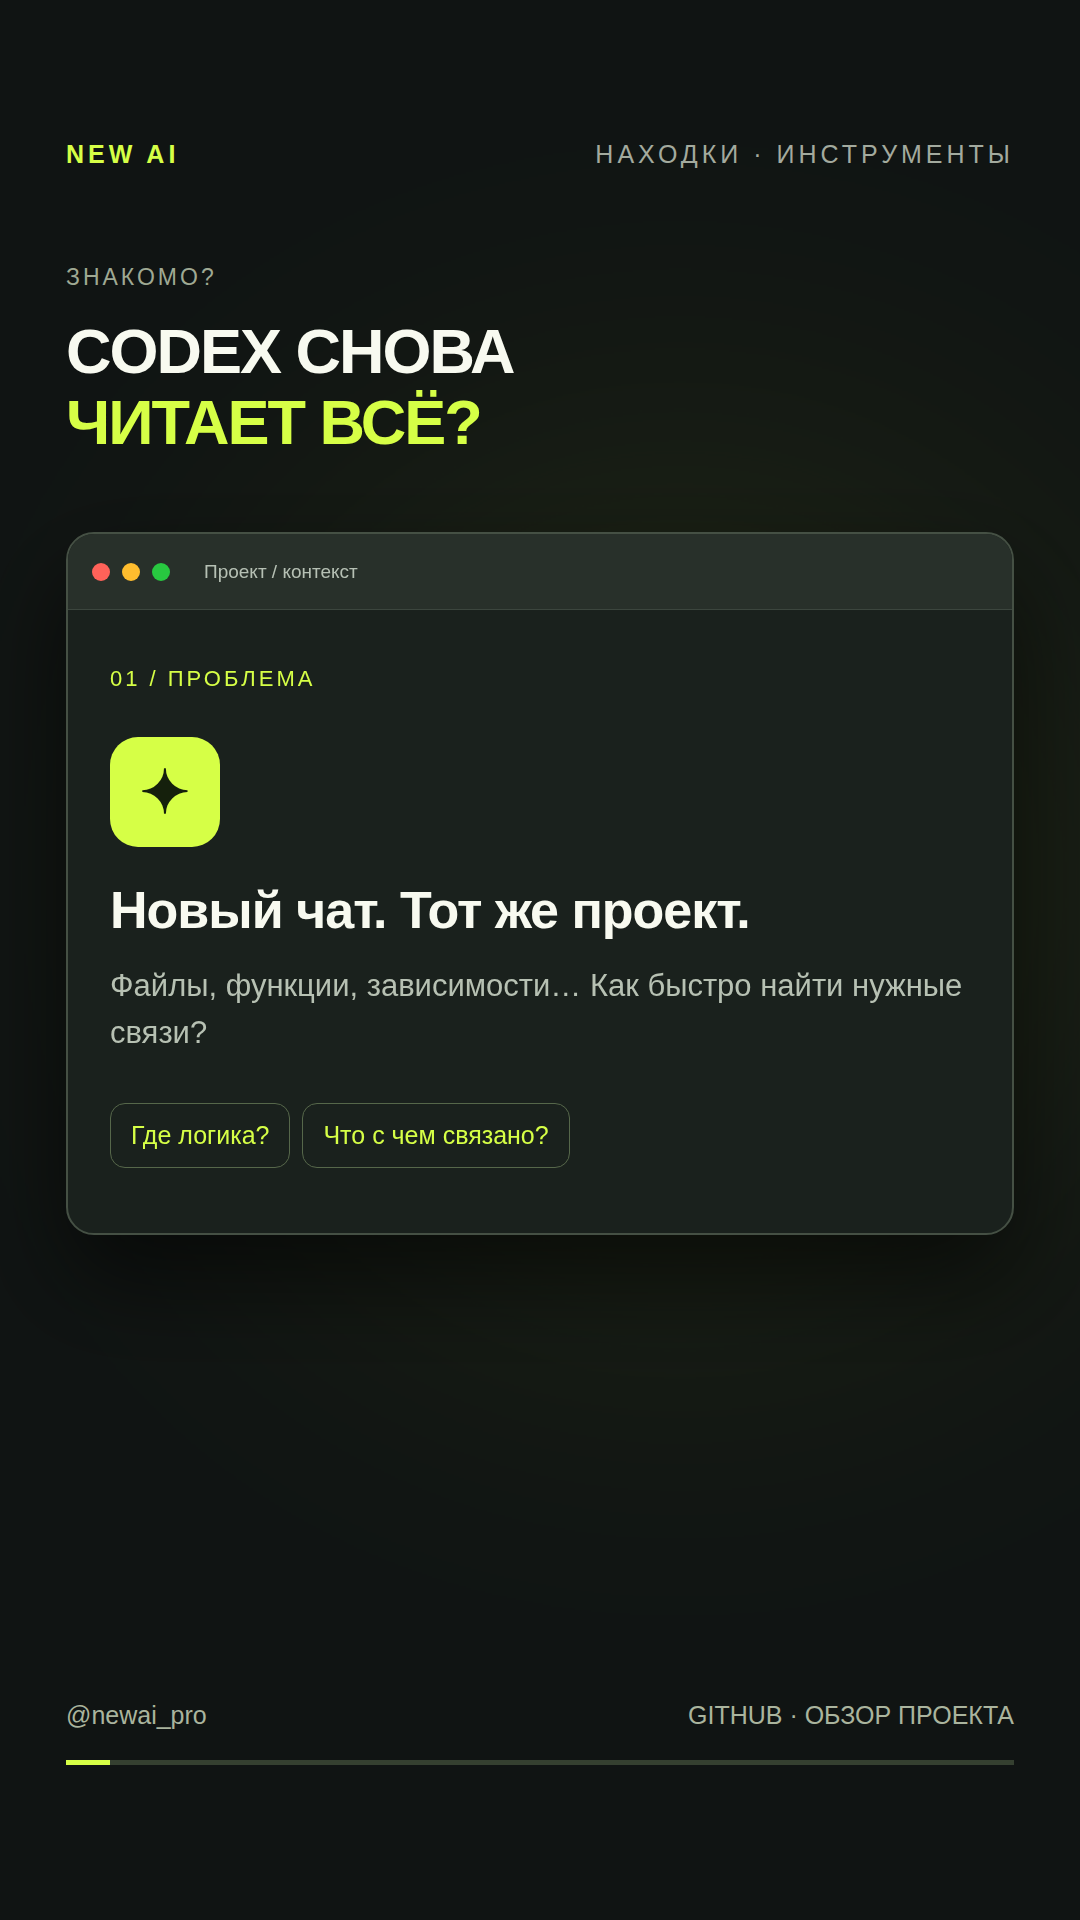 NEW AI
НАХОДКИ · ИНСТРУМЕНТЫ
ЗНАКОМО?
CODEX СНОВА
ЧИТАЕТ ВСЁ?
Проект / контекст
01 / ПРОБЛЕМА
Новый чат. Тот же проект.
Файлы, функции, зависимости… Как быстро найти нужные
связи?
Где логика?
Что с чем связано?
@newai_pro
GITHUB · ОБЗОР ПРОЕКТА